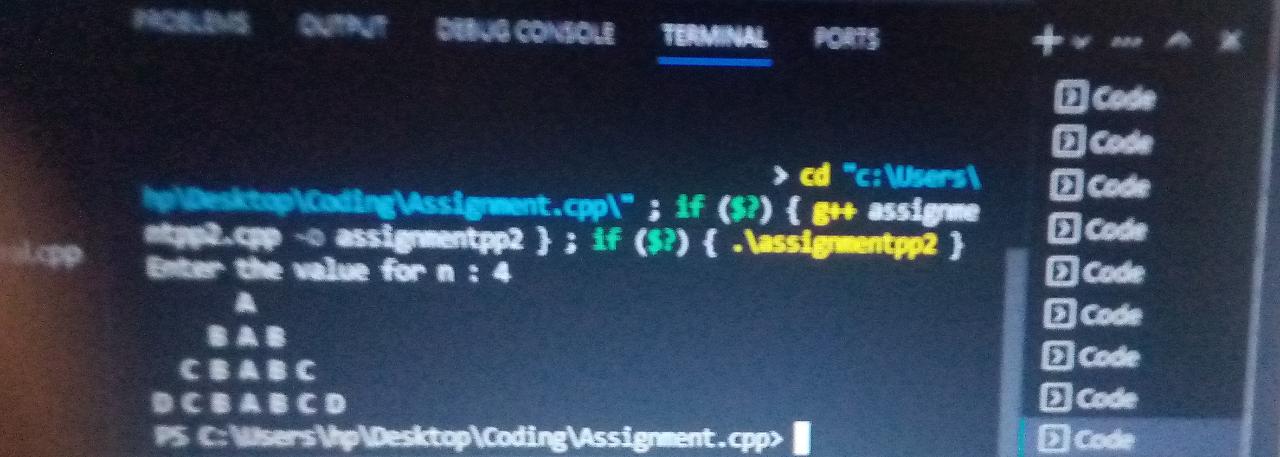 PROBLEMS OUTPUT DEBUG CONSOLE TERMINAL PORTS
> cd "c:\Users\
hp\Desktop\Coding\Assignment.cpp\" ; if ($?) { g++ assignme
ntpp2.cpp -o assignmentpp2 } ; if ($?) { .\assignmentpp2 }
Enter the value for n : 4
A
B A B
C B A B C
D C B A B C D
PS C:\Users\hp\Desktop\Coding\Assignment.cpp>
Code
Code
Code
Code
Code
Code
Code
Code
Code